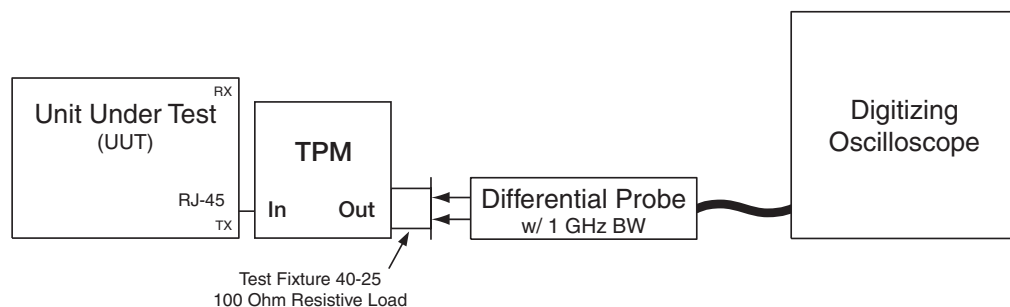 RX
Unit Under Test
(UUT)
RJ-45
TX
TPM
In Out
Test Fixture 40-25
100 Ohm Resistive Load
Differential Probe
w/ 1 GHz BW
Digitizing
Oscilloscope